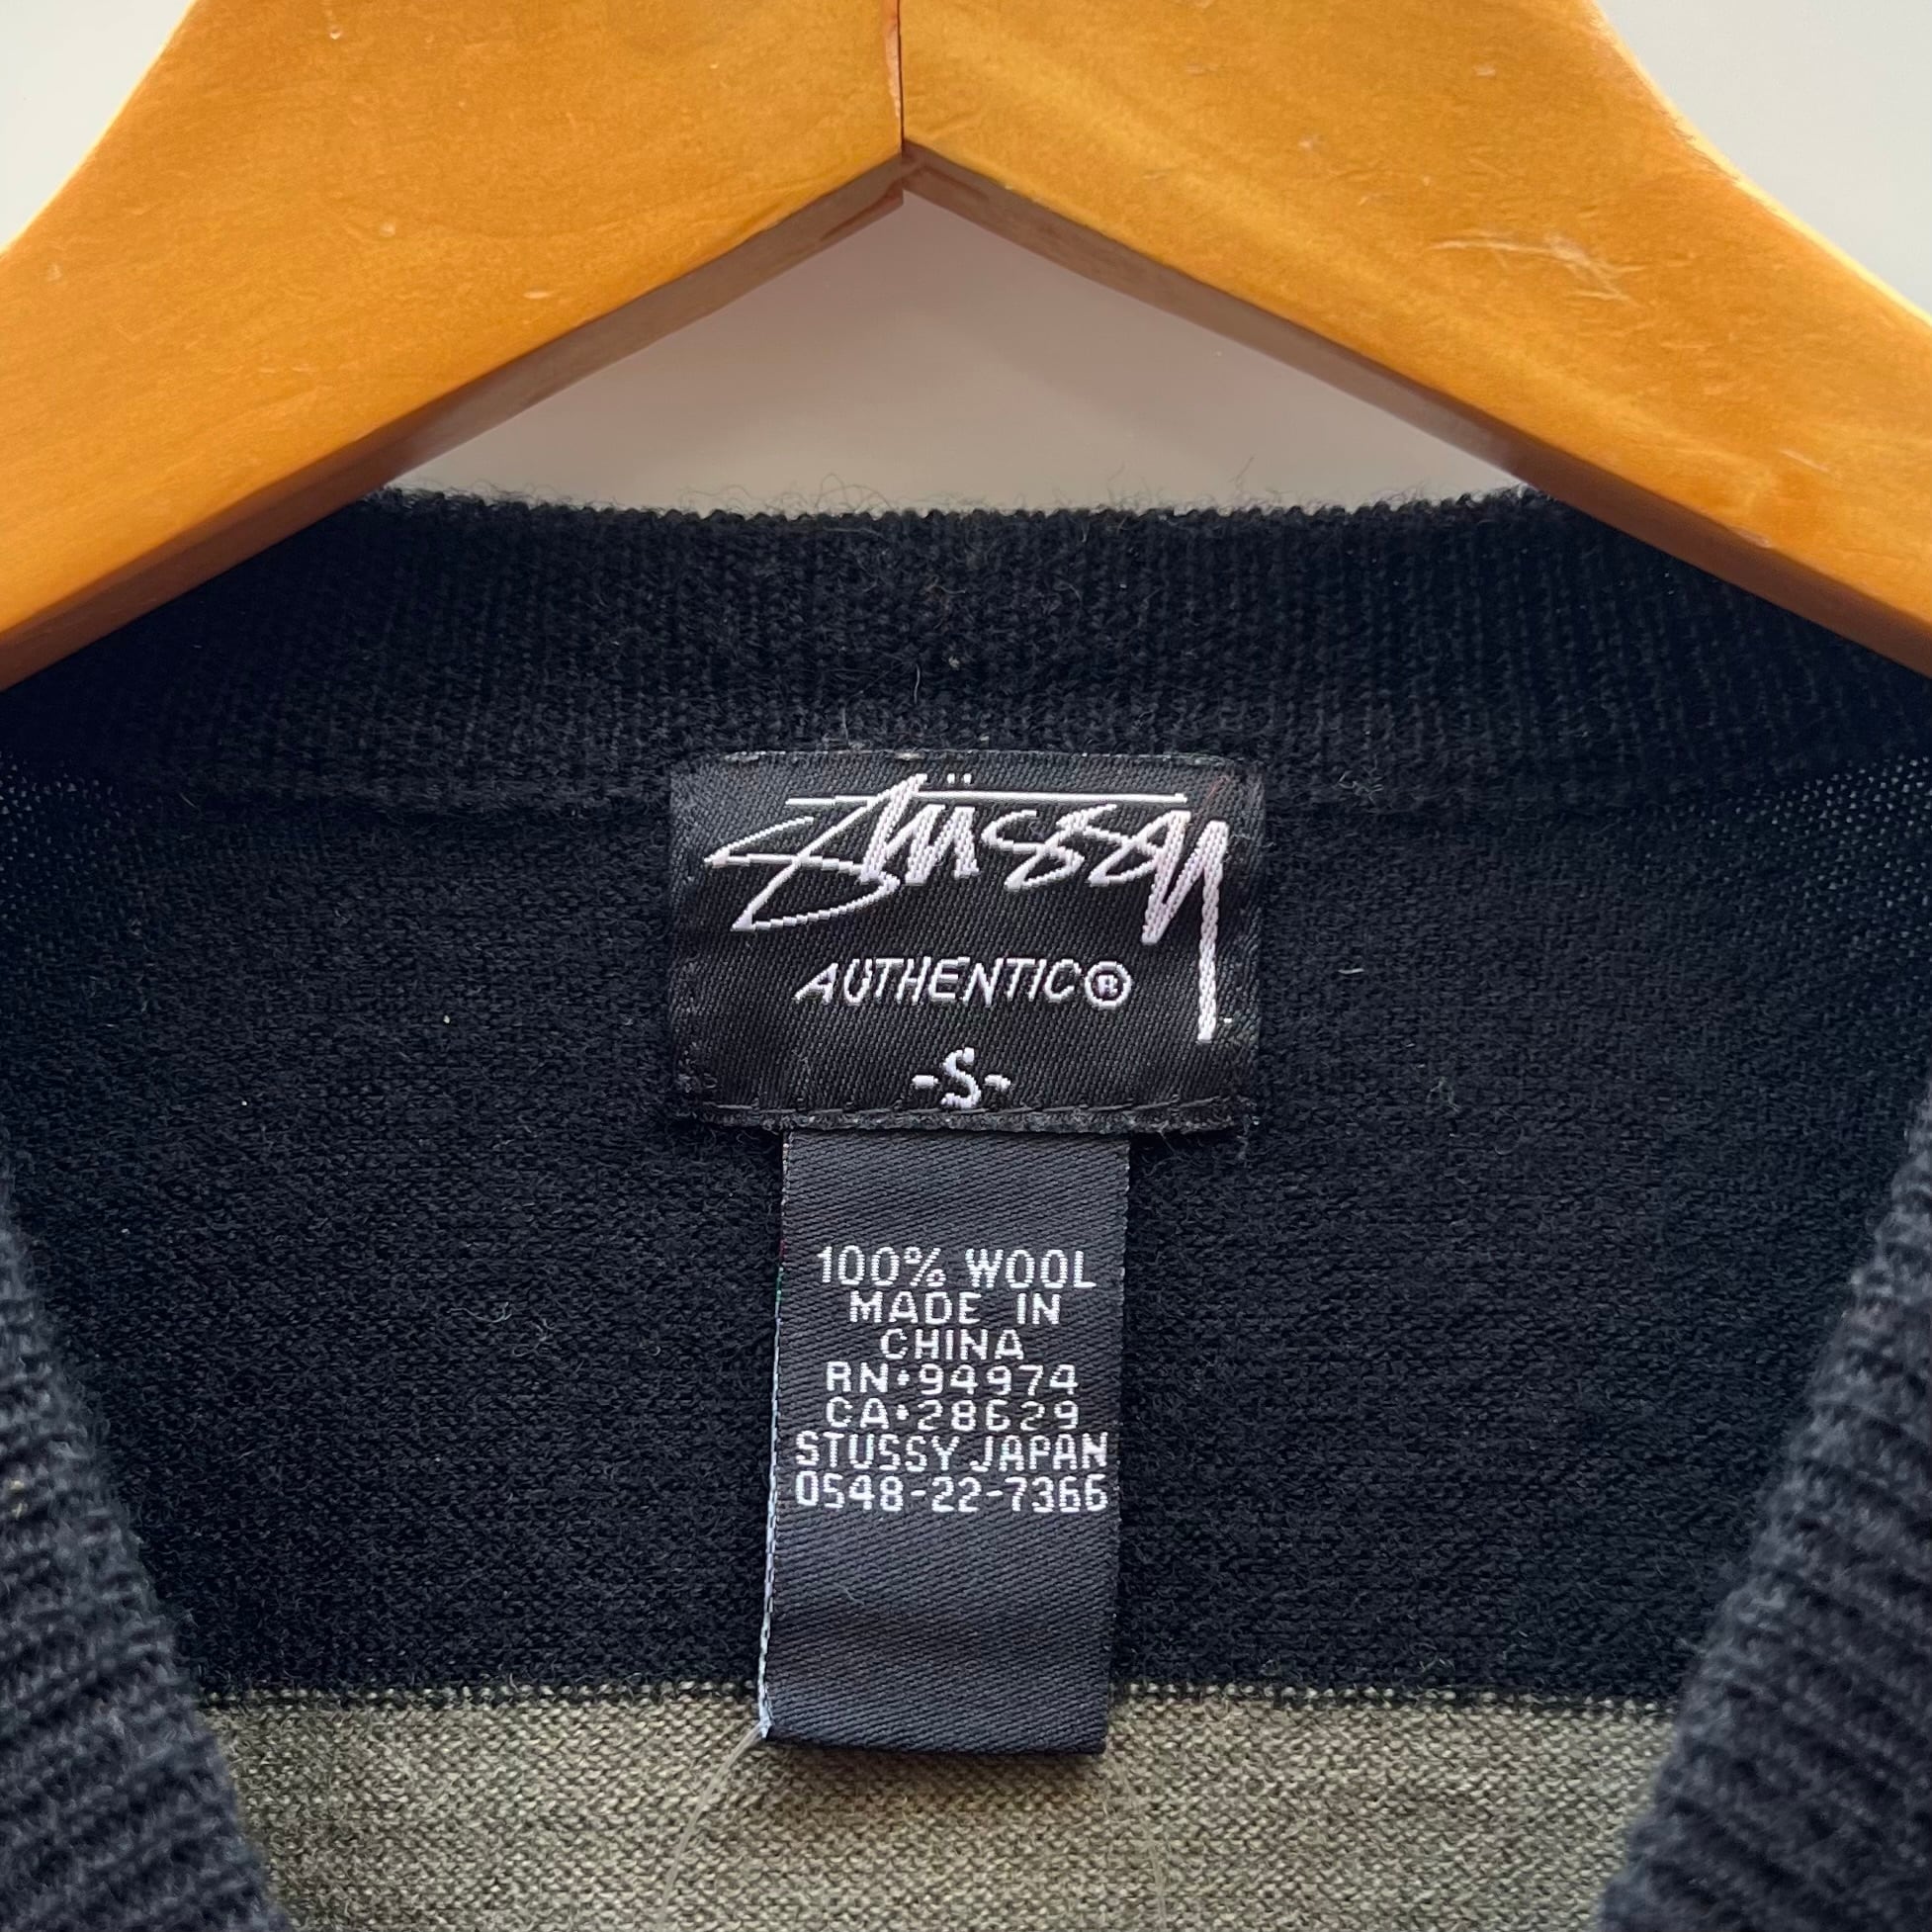 Stüssy
AUTHENTIC®
-S-
100% WOOL
MADE IN
CHINA
RN•94974
CA•28629
STUSSY JAPAN
0548-22-7366